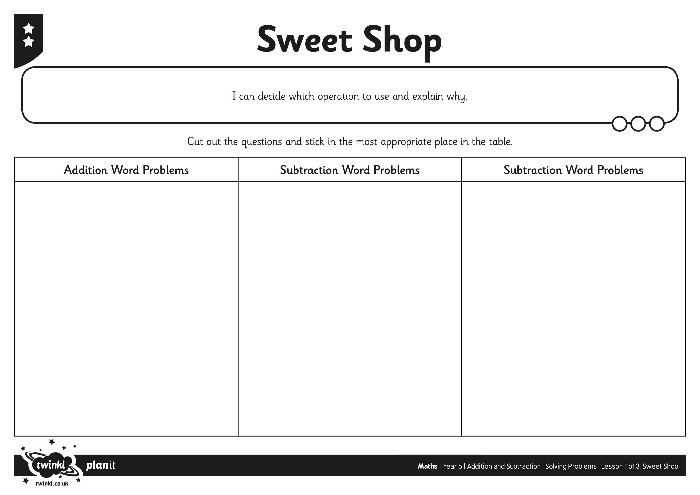 Sweet Shop
I can decide which operation to use and explain why.
Cut out the questions and stick in the most appropriate place in the table.
Addition Word Problems
Subtraction Word Problems
Subtraction Word Problems
twinkl planit
twinkl.co.uk
Maths | Year 5 | Addition and Subtraction | Solving Problems | Lesson 1 of 3: Sweet Shop